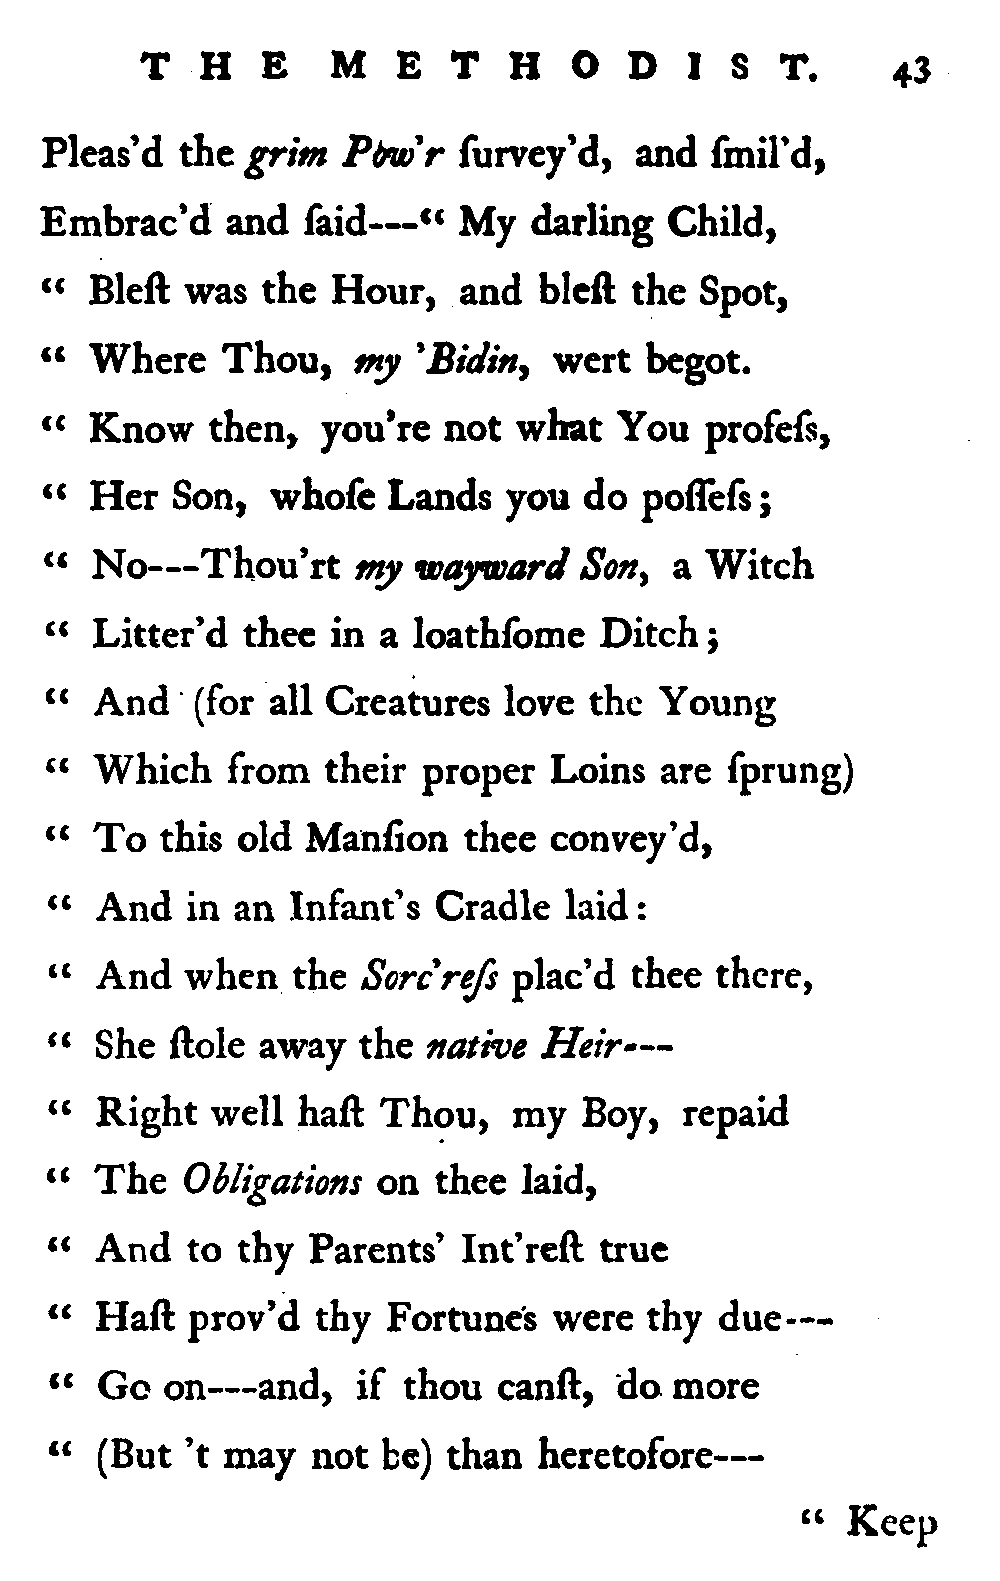 THE METHODIST. 43
Pleas'd the grim Pow'r ſurvey'd, and ſmil'd,
Embrac'd and ſaid---“ My darling Child,
“ Bleſt was the Hour, and bleſt the Spot,
“ Where Thou, my 'Bidin, wert begot.
“ Know then, you're not what You profeſs,
“ Her Son, whoſe Lands you do poſſeſs;
“ No---Thou'rt my wayward Son, a Witch
“ Litter'd thee in a loathſome Ditch;
“ And (for all Creatures love the Young
“ Which from their proper Loins are ſprung)
“ To this old Manſion thee convey'd,
“ And in an Infant's Cradle laid:
“ And when the Sorc'reſs plac'd thee there,
“ She ſtole away the native Heir---
“ Right well haſt Thou, my Boy, repaid
“ The Obligations on thee laid,
“ And to thy Parents' Int'reſt true
“ Haſt prov'd thy Fortunes were thy due---
“ Go on---and, if thou canſt, do more
“ (But 't may not be) than heretofore---
“ Keep